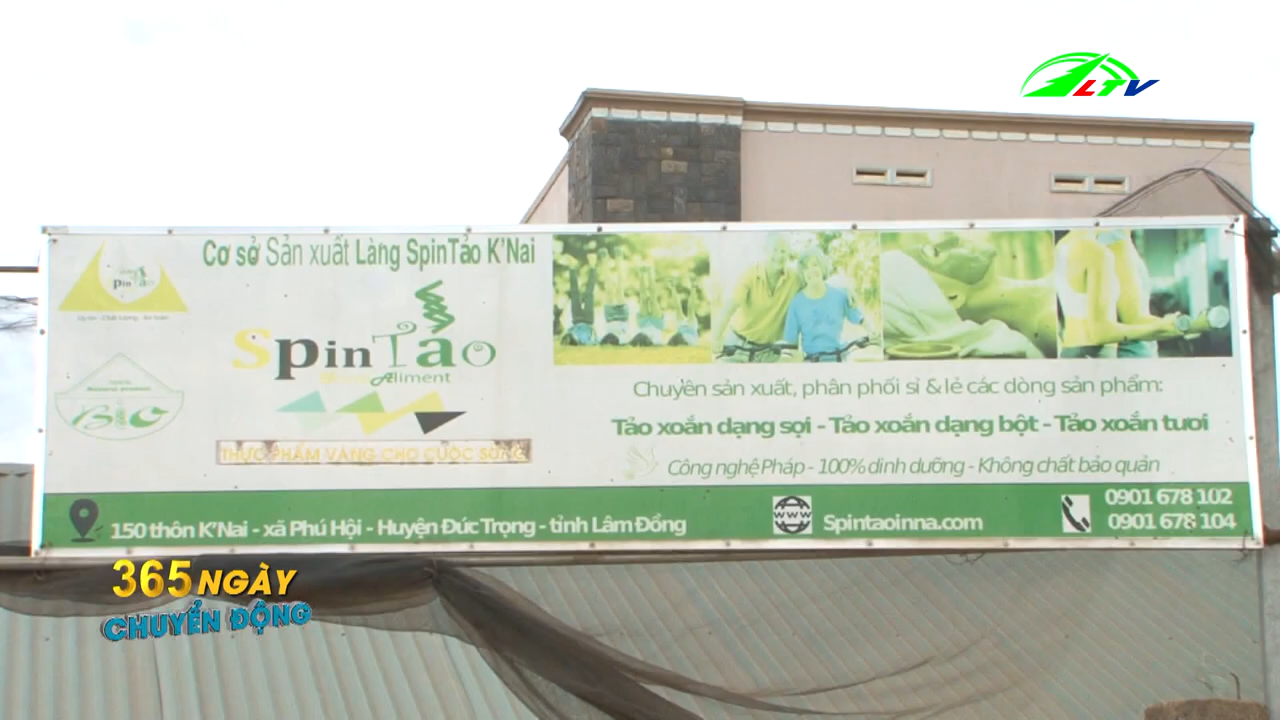 LTV
Cơ sở Sản xuất Làng SpinTảo K'Nai
SpinTảo
SpinTao
Aliment
THỰC PHẨM VÀNG CHO CUỘC SỐNG
BiO
Chuyên sản xuất, phân phối sỉ & lẻ các dòng sản phẩm:
Tảo xoắn dạng sợi - Tảo xoắn dạng bột - Tảo xoắn tươi
Công nghệ Pháp - 100% dinh dưỡng - Không chất bảo quản
150 thôn K'Nai - xã Phú Hội - Huyện Đức Trọng - tỉnh Lâm Đồng
WWW
Spintaoinna.com
0901 678 102
0901 678 104
365 NGÀY
CHUYỂN ĐỘNG